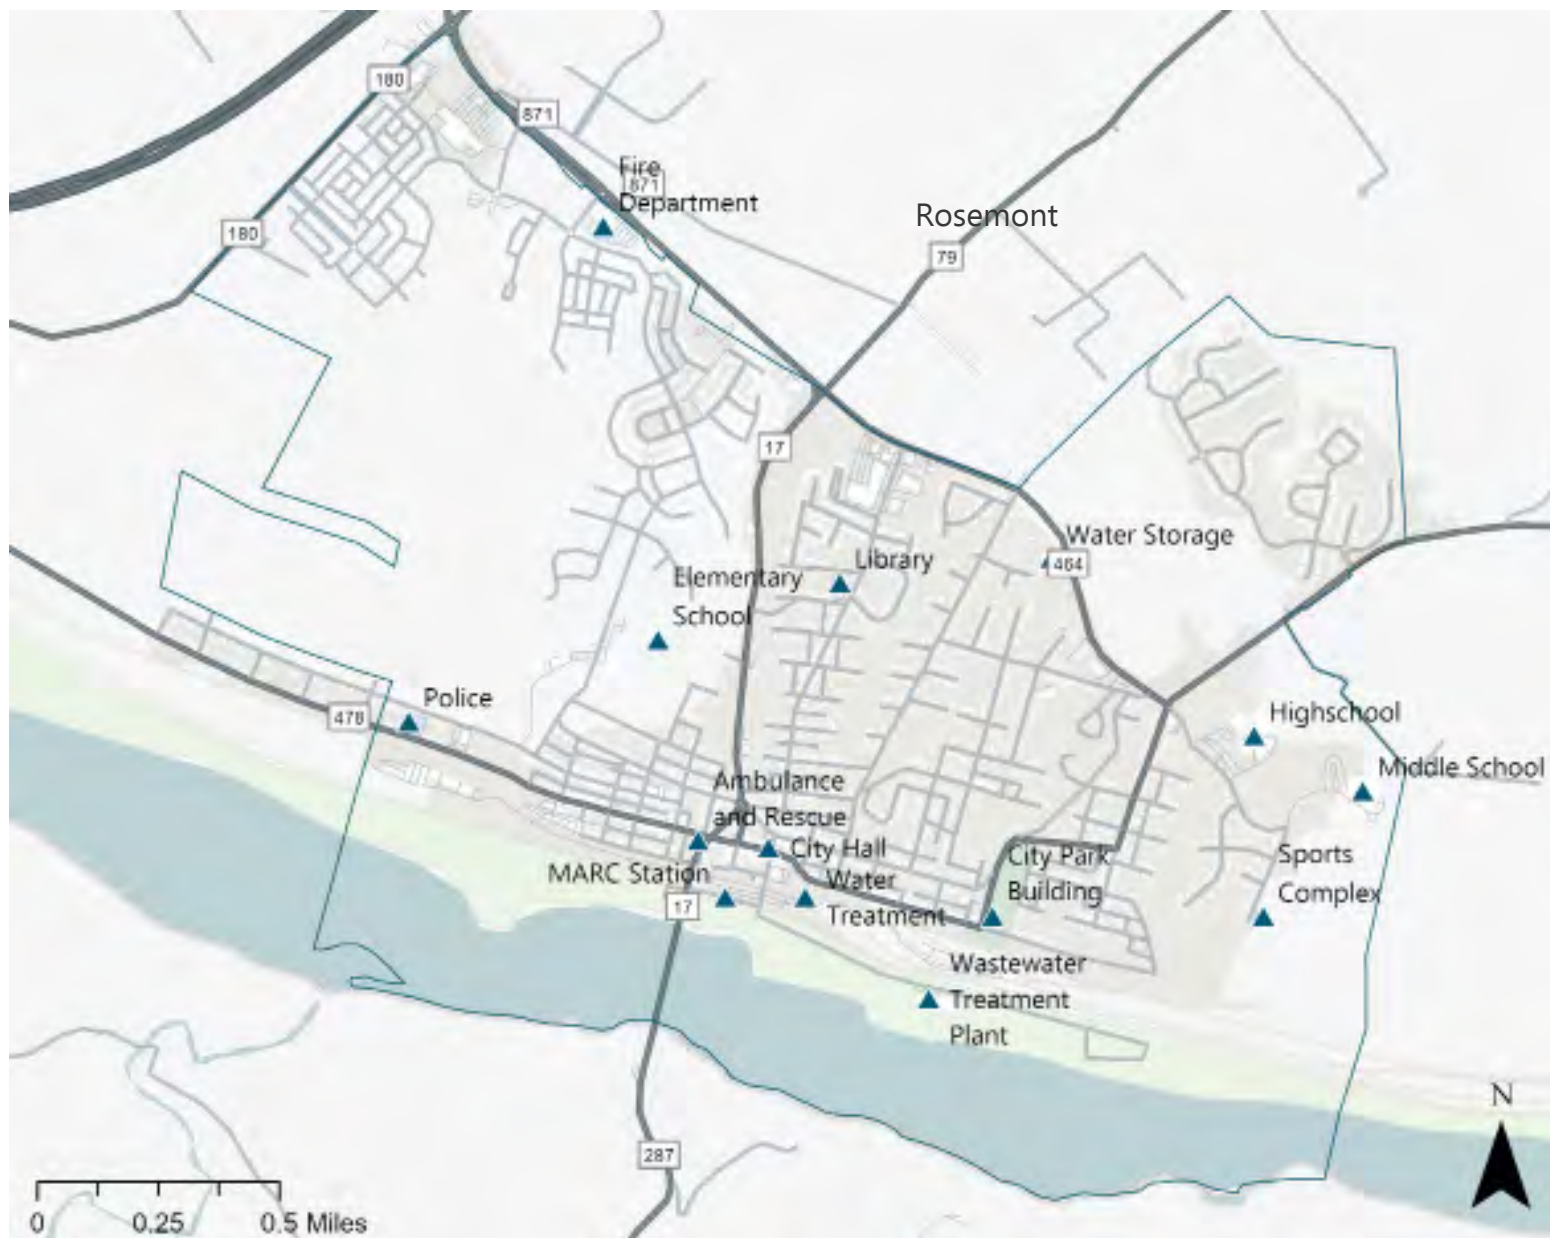 180
871
Fire
871
Department
Rosemont
180
79
17
Water Storage
464
Library
Elementary
School
Police
478
Highschool
Middle School
Ambulance
and Rescue
City Hall
MARC Station
Water
Treatment
17
City Park
Building
Sports
Complex
Wastewater
Treatment
Plant
N
287
0 0.25 0.5 Miles